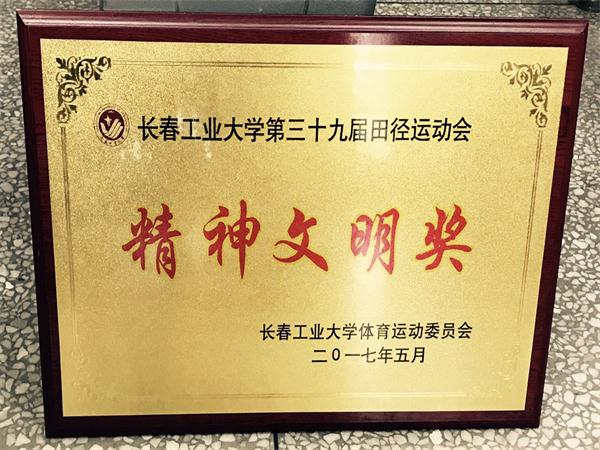 长春工业大学第三十九届田径运动会
精神文明奖
长春工业大学体育运动委员会
二0一七年五月